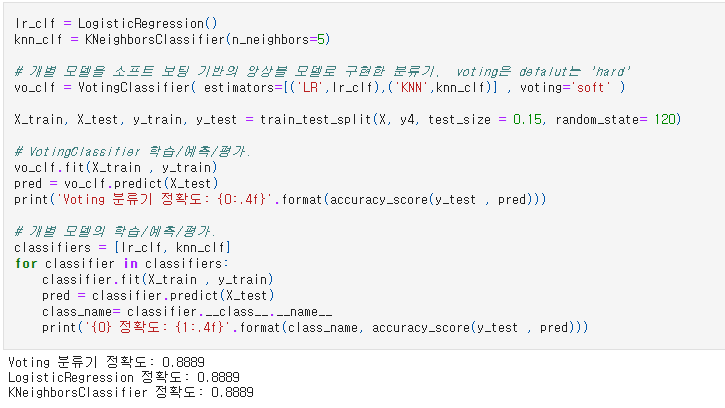 lr_clf = LogisticRegression()
knn_clf = KNeighborsClassifier(n_neighbors=5)
# 개별 모델을 소프트 보팅 기반의 앙상블 모델로 구현한 분류기. voting은 defalut는 'hard'
vo_clf = VotingClassifier( estimators=[('LR',lr_clf),('KNN',knn_clf)] , voting='soft' )
X_train, X_test, y_train, y_test = train_test_split(X, y4, test_size = 0.15, random_state= 120)
# VotingClassifier 학습/예측/평가.
vo_clf.fit(X_train , y_train)
pred = vo_clf.predict(X_test)
print('Voting 분류기 정확도: {0:.4f}'.format(accuracy_score(y_test , pred)))
# 개별 모델의 학습/예측/평가.
classifiers = [lr_clf, knn_clf]
for classifier in classifiers:
    classifier.fit(X_train , y_train)
    pred = classifier.predict(X_test)
    class_name= classifier.__class__.__name__
    print('{0} 정확도: {1:.4f}'.format(class_name, accuracy_score(y_test , pred)))
Voting 분류기 정확도: 0.8889
LogisticRegression 정확도: 0.8889
KNeighborsClassifier 정확도: 0.8889